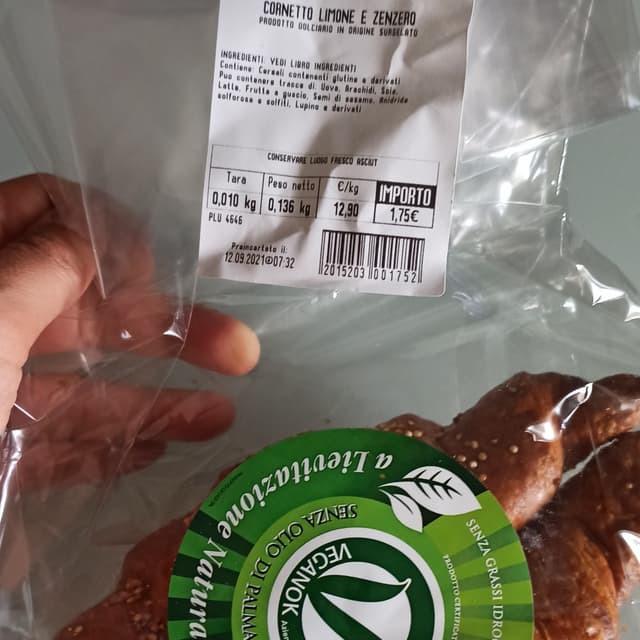 CORNETTO LIMONE E ZENZERO
PRODOTTO DOLCIARIO IN ORIGINE SURGELATO
INGREDIENTI: VEDI LIBRO INGREDIENTI
Contiene: Cereali contenenti glutine e derivati
Puo contenere tracce di: Uova, Arachidi, Soia,
Latte, Frutta a guscio, Semi di sesamo, Anidride
solforosa e solfiti, Lupino e derivati
CONSERVARE LUOGO FRESCO ASCIUT
Tara Peso netto €/kg IMPORTO
0,010 kg 0,136 kg 12,90 1,75€
PLU 4646
Preincartato il:
12.09.2021@07:32
2015203 001752
a Lievitazione Natura
SENZA OLIO DI PALMA
SENZA GRASSI IDRO
VEGANOK
PRODOTTO CERTIFIC